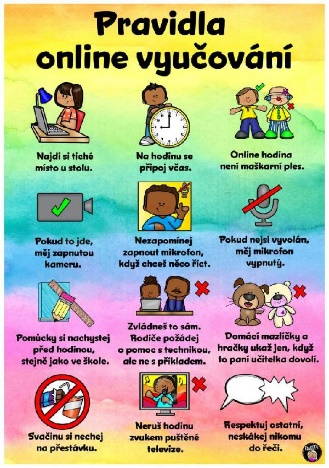 Pravidla
online vyučování
Najdi si tiché
místo u stolu.
Na hodinu se
připoj včas.
Online hodina
není maškarní ples.
Pokud to jde,
měj zapnutou
kameru.
Nezapomínej
zapnout mikrofon,
když chceš něco říct.
Pokud nejsi vyvolán,
měj mikrofon
vypnutý.
Pomůcky si nachystej
před hodinou,
stejně jako ve škole.
Zvládneš to sám.
Rodiče požádej
o pomoc s technikou,
ale ne s příkladem.
Domácí mazlíčky a
hračky ukaž jen, když
to paní učitelka dovolí.
Svačinu si nechej
na přestávku.
Neruš hodinu
zvukem puštěné
televize.
Respektuj ostatní,
neskákej nikomu
do řeči.